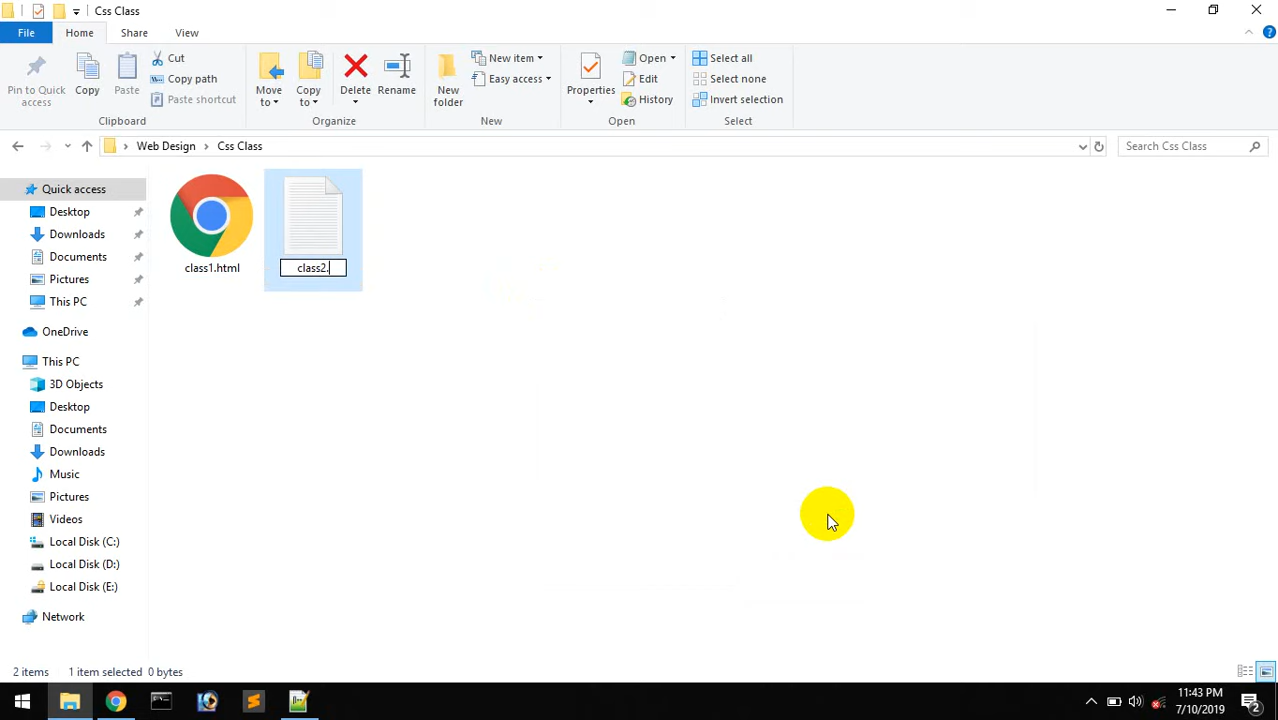 Css Class
File
Home
Share
View
Pin to Quick access
Copy
Paste
Cut
Copy path
Paste shortcut
Clipboard
Move to
Copy to
Delete
Rename
Organize
New folder
New item
Easy access
New
Properties
Open
Edit
History
Open
Select all
Select none
Invert selection
Select
Web Design
Css Class
Search Css Class
Quick access
Desktop
Downloads
Documents
Pictures
This PC
OneDrive
This PC
3D Objects
Desktop
Documents
Downloads
Music
Pictures
Videos
Local Disk (C:)
Local Disk (D:)
Local Disk (E:)
Network
class1.html
class2.
2 items
1 item selected 0 bytes
11:43 PM
7/10/2019
2